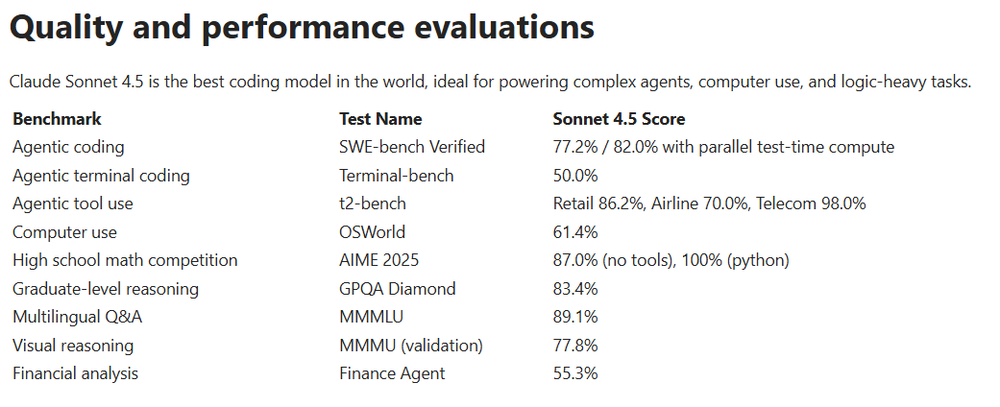 Quality and performance evaluations
Claude Sonnet 4.5 is the best coding model in the world, ideal for powering complex agents, computer use, and logic-heavy tasks.
Benchmark Test Name Sonnet 4.5 Score
Agentic coding SWE-bench Verified 77.2% / 82.0% with parallel test-time compute
Agentic terminal coding Terminal-bench 50.0%
Agentic tool use t2-bench Retail 86.2%, Airline 70.0%, Telecom 98.0%
Computer use OSWorld 61.4%
High school math competition AIME 2025 87.0% (no tools), 100% (python)
Graduate-level reasoning GPQA Diamond 83.4%
Multilingual Q&A MMMLU 89.1%
Visual reasoning MMMU (validation) 77.8%
Financial analysis Finance Agent 55.3%